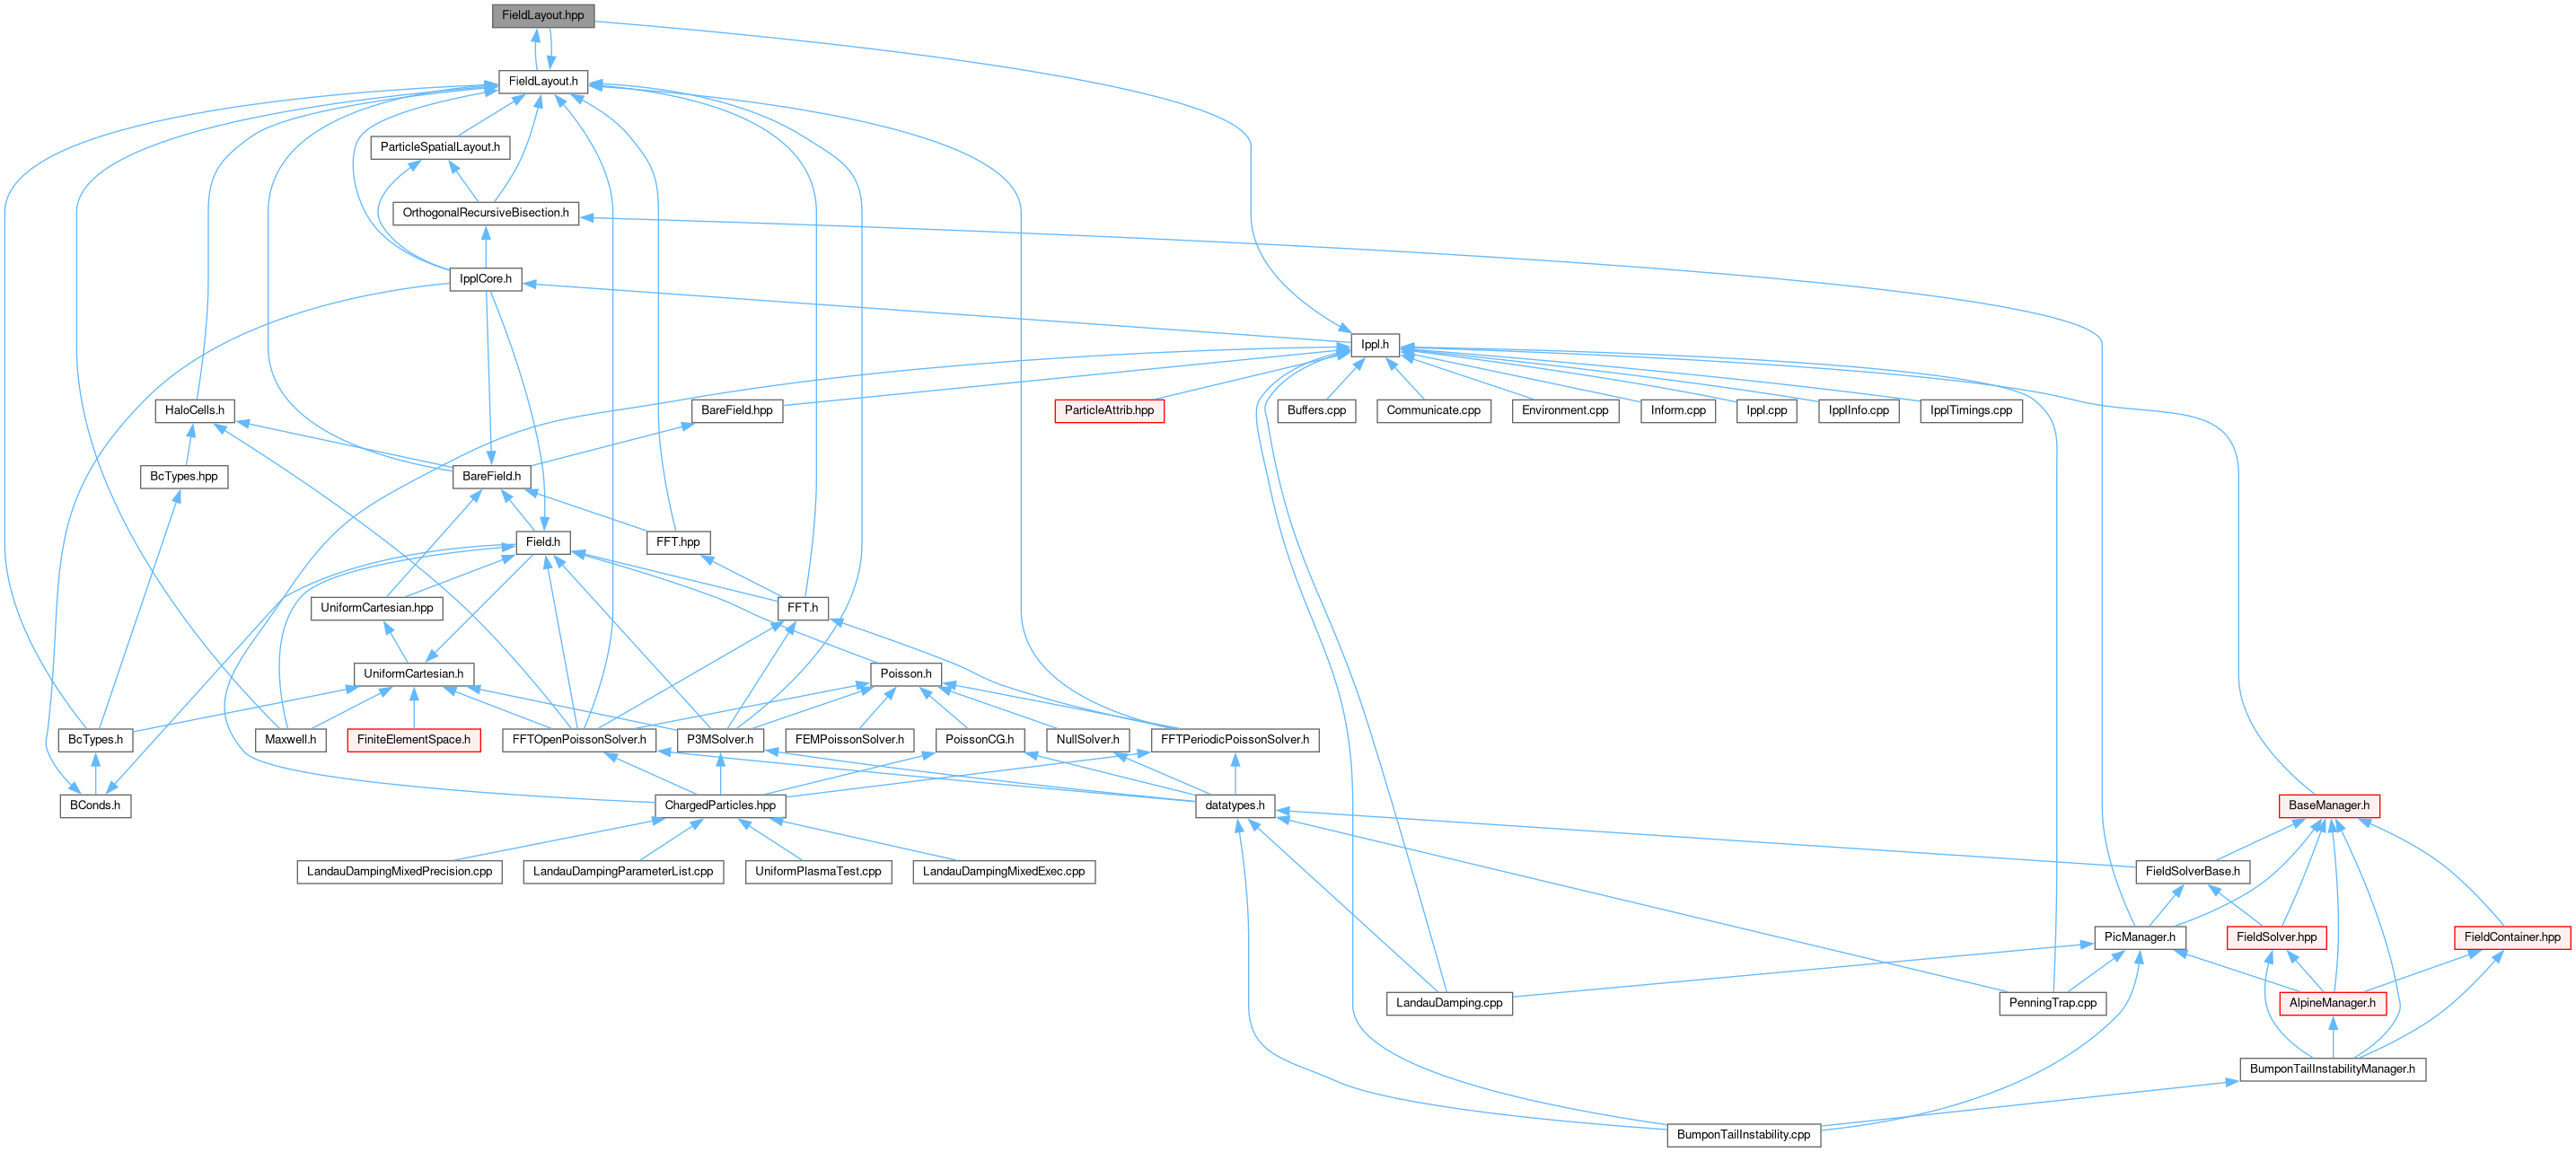 FieldLayout.hpp
FieldLayout.h
ParticleSpatialLayout.h
OrthogonalRecursiveBisection.h
IpplCore.h
Ippl.h
HaloCells.h
BareField.hpp
ParticleAttrib.hpp
Buffers.cpp
Communicate.cpp
Environment.cpp
Inform.cpp
Ippl.cpp
IpplInfo.cpp
IpplTimings.cpp
BcTypes.hpp
BareField.h
Field.h
FFT.hpp
UniformCartesian.hpp
FFT.h
UniformCartesian.h
Poisson.h
BcTypes.h
Maxwell.h
FiniteElementSpace.h
FFTOpenPoissonSolver.h
P3MSolver.h
FEMPoissonSolver.h
PoissonCG.h
NullSolver.h
FFTPeriodicPoissonSolver.h
BConds.h
ChargedParticles.hpp
datatypes.h
BaseManager.h
LandauDampingMixedPrecision.cpp
LandauDampingParameterList.cpp
UniformPlasmaTest.cpp
LandauDampingMixedExec.cpp
FieldSolverBase.h
PicManager.h
FieldSolver.hpp
FieldContainer.hpp
LandauDamping.cpp
PenningTrap.cpp
AlpineManager.h
BumponTailInstabilityManager.h
BumponTailInstability.cpp